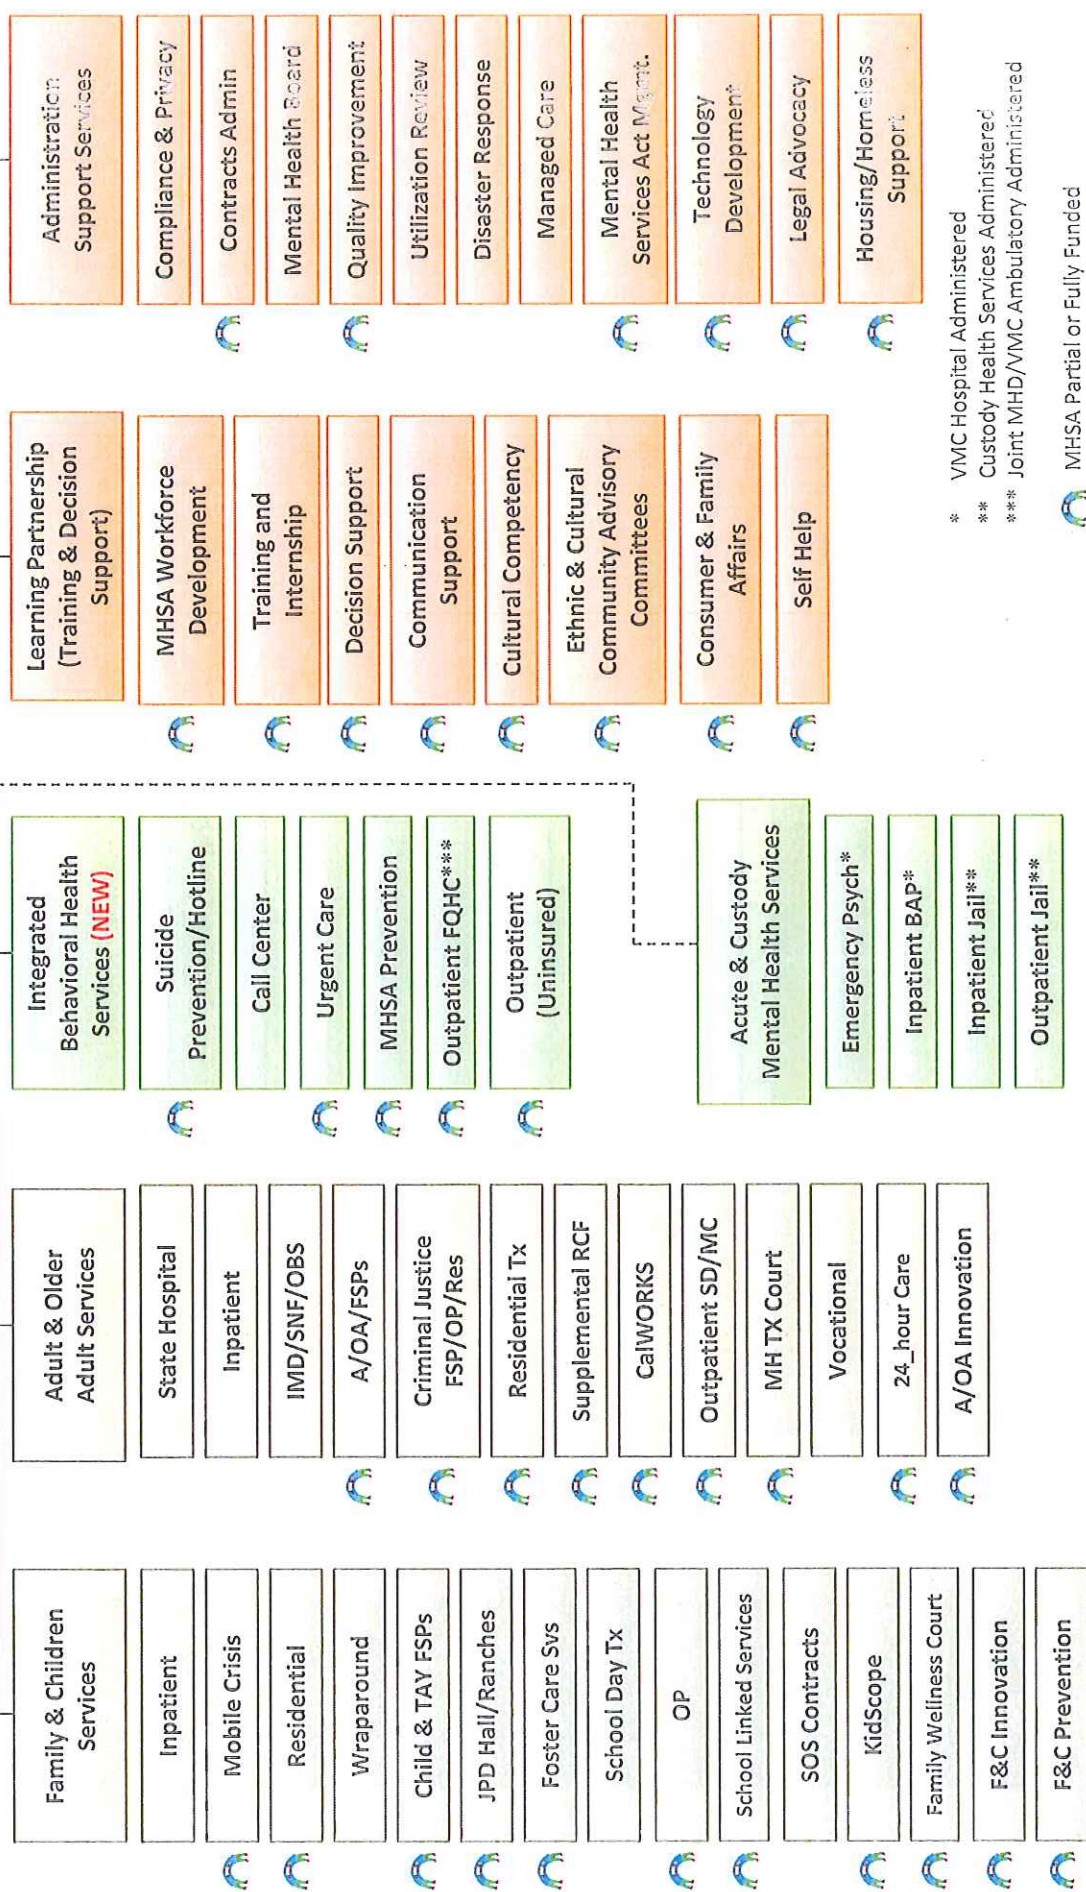 Family & Children
Services
Inpatient
Mobile Crisis
Residential
Wraparound
Child & TAY FSPs
JPD Hall/Ranches
Foster Care Svs
School Day Tx
OP
School Linked Services
SOS Contracts
KidScope
Family Wellness Court
F&C Innovation
F&C Prevention
Adult & Older
Adult Services
State Hospital
Inpatient
IMD/SNF/OBS
A/OA/FSPs
Criminal Justice
FSP/OP/Res
Residential Tx
Supplemental RCF
CalWORKS
Outpatient SD/MC
MH TX Court
Vocational
24_hour Care
A/OA Innovation
Integrated
Behavioral Health
Services (NEW)
Suicide
Prevention/Hotline
Call Center
Urgent Care
MHSA Prevention
Outpatient FQHC***
Outpatient
(Uninsured)
Acute & Custody
Mental Health Services
Emergency Psych*
Inpatient BAP*
Inpatient Jail**
Outpatient Jail**
Learning Partnership
(Training & Decision
Support)
MHSA Workforce
Development
Training and
Internship
Decision Support
Communication
Support
Cultural Competency
Ethnic & Cultural
Community Advisory
Committees
Consumer & Family
Affairs
Self Help
Administration
Support Services
Compliance & Privacy
Contracts Admin
Mental Health Board
Quality Improvement
Utilization Review
Disaster Response
Managed Care
Mental Health
Services Act Mgmt.
Technology
Development
Legal Advocacy
Housing/Homeless
Support
* VMC Hospital Administered
** Custody Health Services Administered
*** Joint MHD/VMC Ambulatory Administered
MHSA Partial or Fully Funded